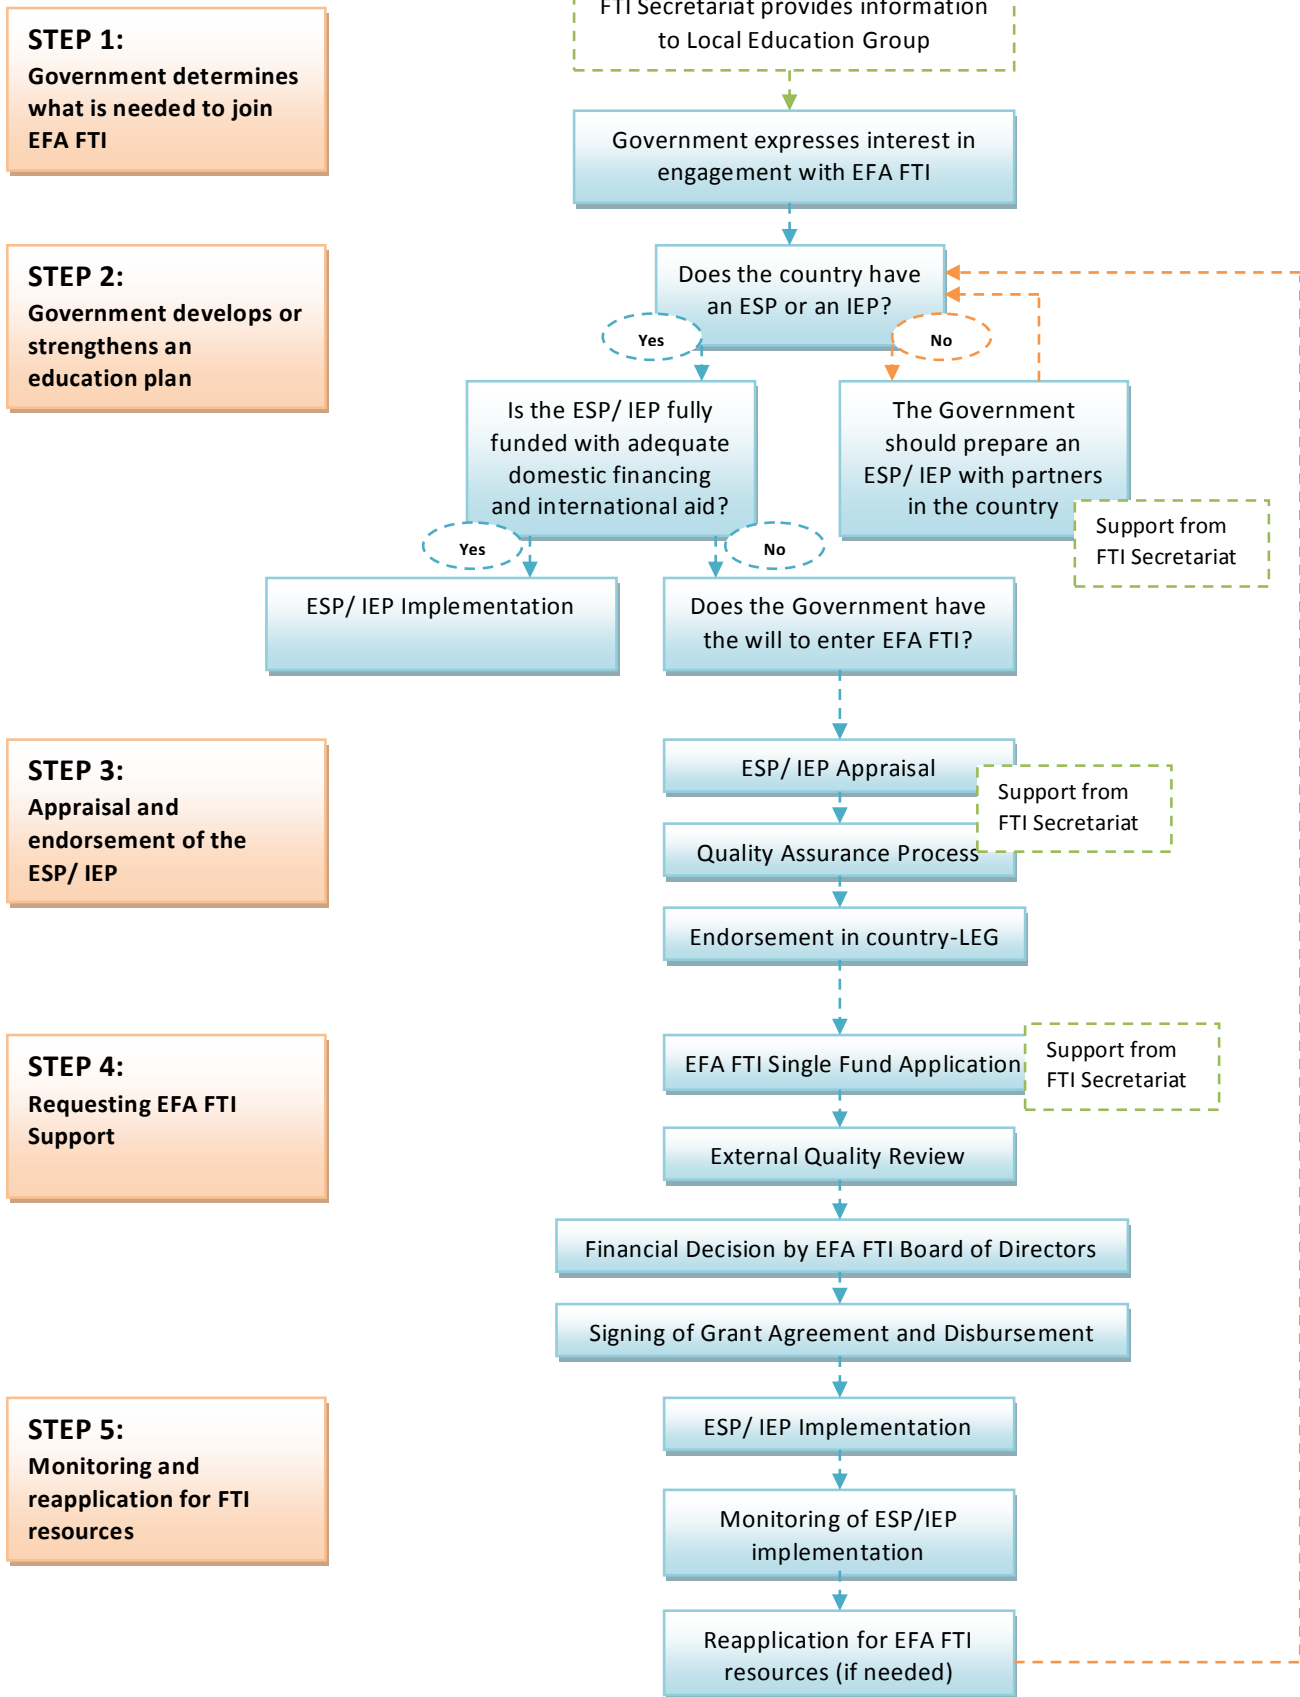 FTI Secretariat provides information
to Local Education Group
STEP 1:
Government determines
what is needed to join
EFA FTI
Government expresses interest in
engagement with EFA FTI
STEP 2:
Government develops or
strengthens an
education plan
Does the country have
an ESP or an IEP?
Yes
No
Is the ESP/ IEP fully
funded with adequate
domestic financing
and international aid?
The Government
should prepare an
ESP/ IEP with partners
in the country
Support from
FTI Secretariat
Yes
No
ESP/ IEP Implementation
Does the Government have
the will to enter EFA FTI?
STEP 3:
Appraisal and
endorsement of the
ESP/ IEP
ESP/ IEP Appraisal
Support from
FTI Secretariat
Quality Assurance Process
Endorsement in country-LEG
STEP 4:
Requesting EFA FTI
Support
EFA FTI Single Fund Application
Support from
FTI Secretariat
External Quality Review
Financial Decision by EFA FTI Board of Directors
Signing of Grant Agreement and Disbursement
STEP 5:
Monitoring and
reapplication for FTI
resources
ESP/ IEP Implementation
Monitoring of ESP/IEP
implementation
Reapplication for EFA FTI
resources (if needed)